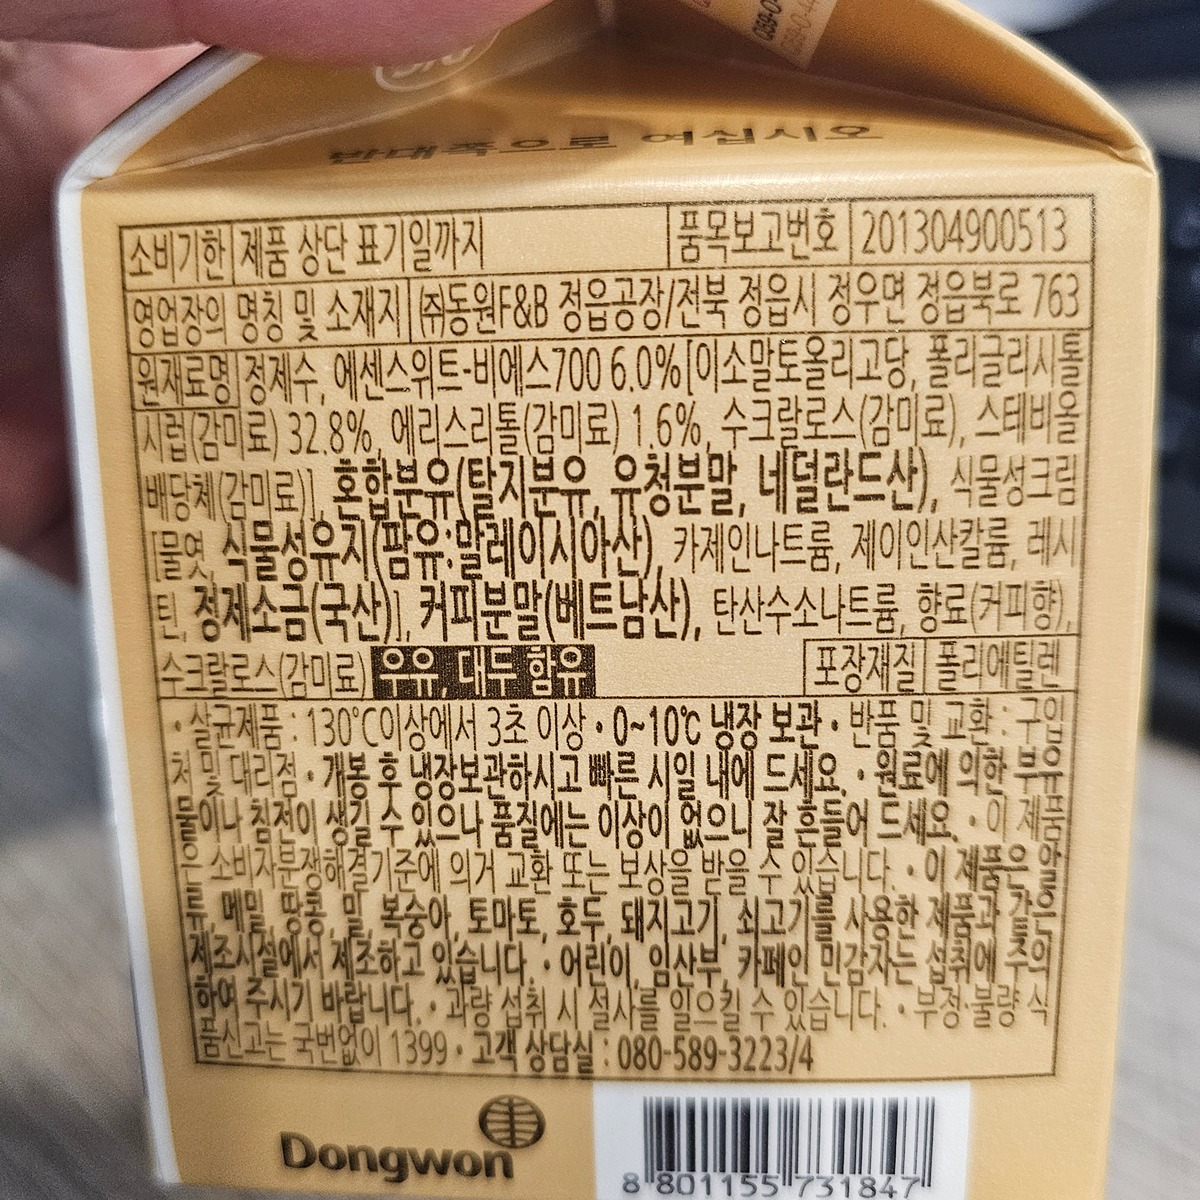 반대쪽으로 여십시오
소비기한 제품 상단 표기일까지 품목보고번호 201304900513
영업장의 명칭 및 소재지 ㈜동원F&B 정읍공장/전북 정읍시 정우면 정읍북로 763
원재료명 정제수, 에센스위트-비에스700 6.0%[이소말토올리고당, 폴리글리시톨
시럽(감미료) 32.8%, 에리스리톨(감미료) 1.6%, 수크랄로스(감미료), 스테비올
배당체(감미료)], 혼합분유(탈지분유, 유청분말, 네덜란드산), 식물성크림
[물엿, 식물성유지(팜유:말레이시아산), 카제인나트륨, 제이인산칼륨, 레시
틴, 정제소금(국산)], 커피분말(베트남산), 탄산수소나트륨, 향료(커피향),
수크랄로스(감미료) 우유, 대두 함유 포장재질 폴리에틸렌
· 살균제품 : 130℃이상에서 3초 이상 · 0~10℃ 냉장 보관 · 반품 및 교환 : 구입
처 및 대리점 · 개봉 후 냉장보관하시고 빠른 시일 내에 드세요. · 원료에 의한 부유
물이나 침전이 생길 수 있으나 품질에는 이상이 없으니 잘 흔들어 드세요. · 이 제품
은 소비자분쟁해결기준에 의거 교환 또는 보상을 받을 수 있습니다. · 이 제품은 알
류, 메밀, 땅콩, 밀, 복숭아, 토마토, 호두, 돼지고기, 쇠고기를 사용한 제품과 같은
제조시설에서 제조하고 있습니다. · 어린이, 임산부, 카페인 민감자는 섭취에 주의
하여 주시기 바랍니다. · 과량 섭취 시 설사를 일으킬 수 있습니다. · 부정·불량 식
품신고는 국번없이 1399 · 고객 상담실 : 080-589-3223/4
Dongwon
8 801155 731847